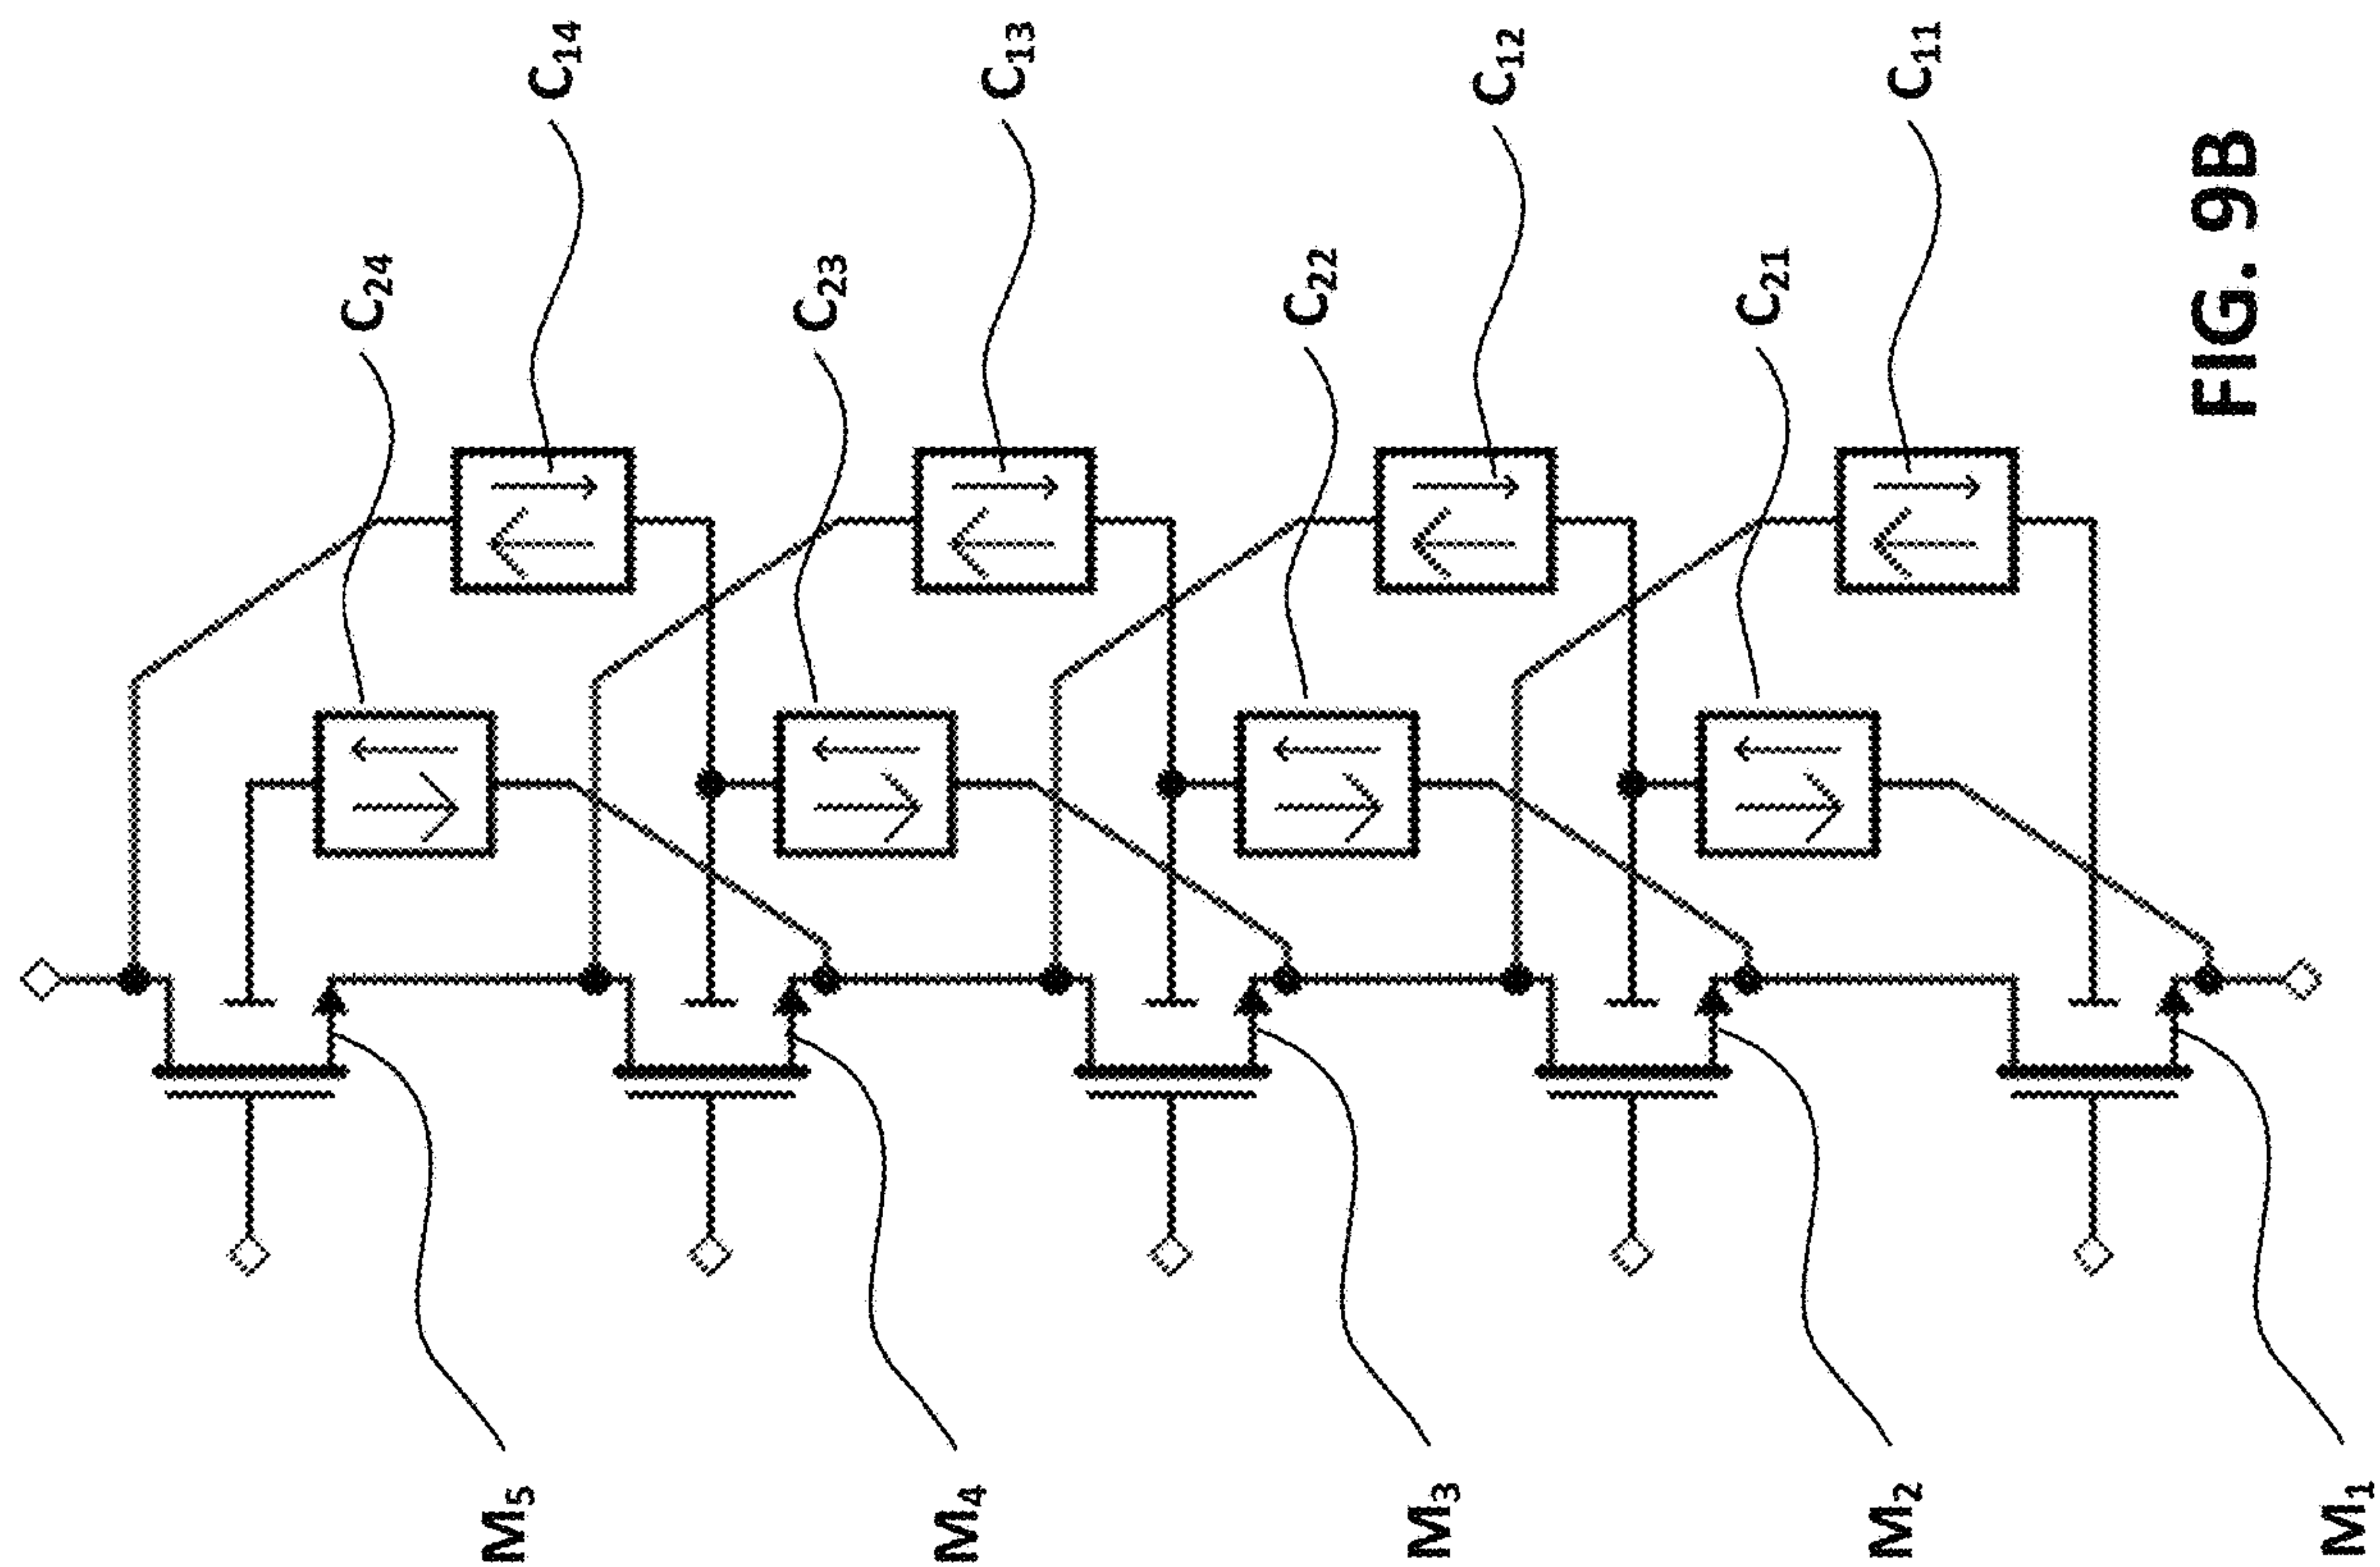 C₁₄
C₁₃
C₁₂
C₁₁
C₂₄
C₂₃
C₂₂
C₂₁
M₅
M₄
M₃
M₂
M₁
FIG. 9B